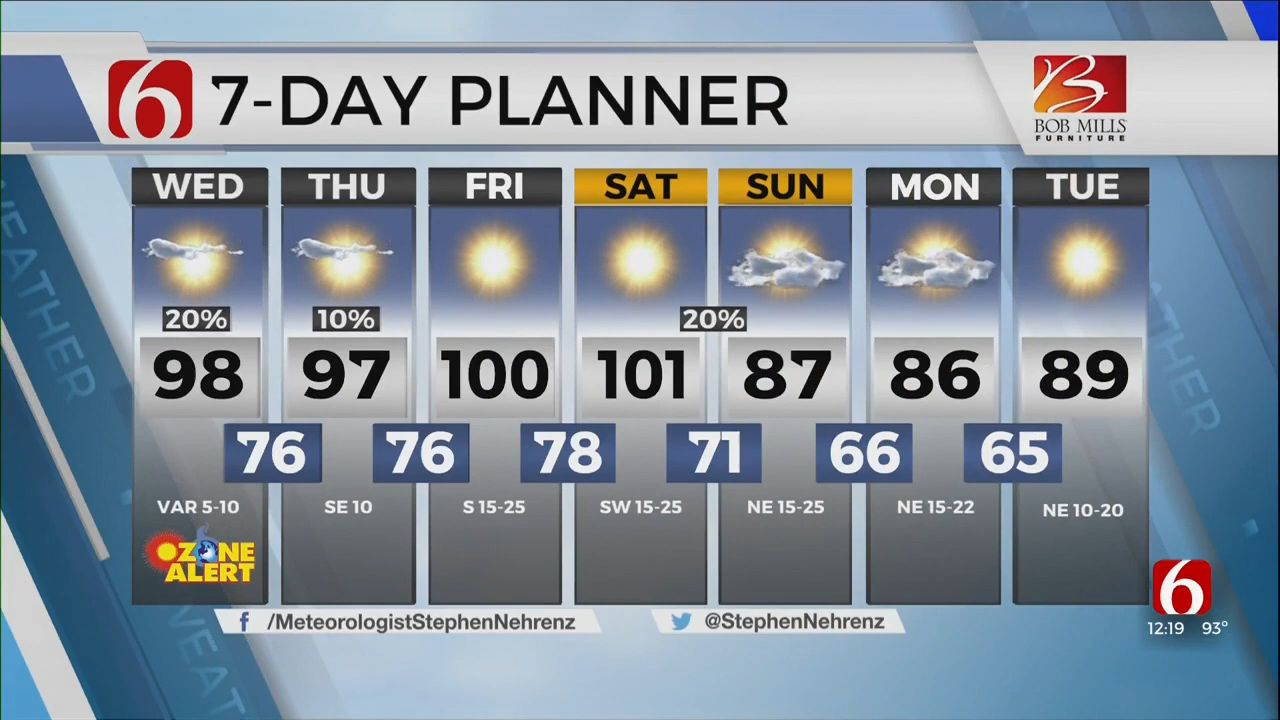 6 7-DAY PLANNER
B
BOB MILLS
FURNITURE
WED THU FRI SAT SUN MON TUE
20% 10% 20%
98 97 100 101 87 86 89
76 76 78 71 66 65
VAR 5-10 SE 10 S 15-25 SW 15-25 NE 15-25 NE 15-22 NE 10-20
OZONE
ALERT
f /MeteorologistStephenNehrenz @StephenNehrenz
6
12:19 93°
WEATHER
WEATHER
WEAT